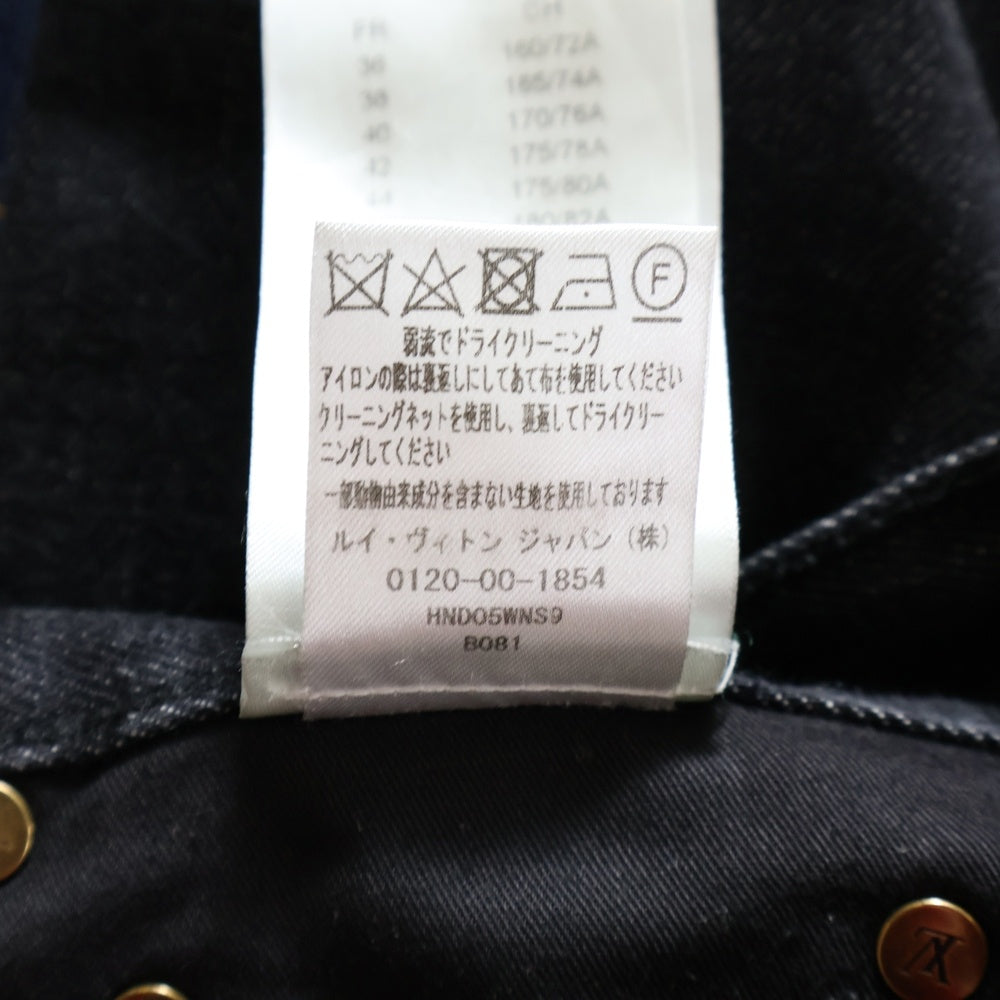 FR CH
36 160/72A
38 165/74A
40 170/76A
42 175/78A
44 175/80A
180/82A
F
弱流でドライクリーニング
アイロンの際は裏返しにしてあて布を使用してください
クリーニングネットを使用し、裏返してドライクリー
ニングしてください
一部動物由来成分を含まない生地を使用しております
ルイ・ヴィトン ジャパン（株）
0120-00-1854
HND05WNS9
B081
LV